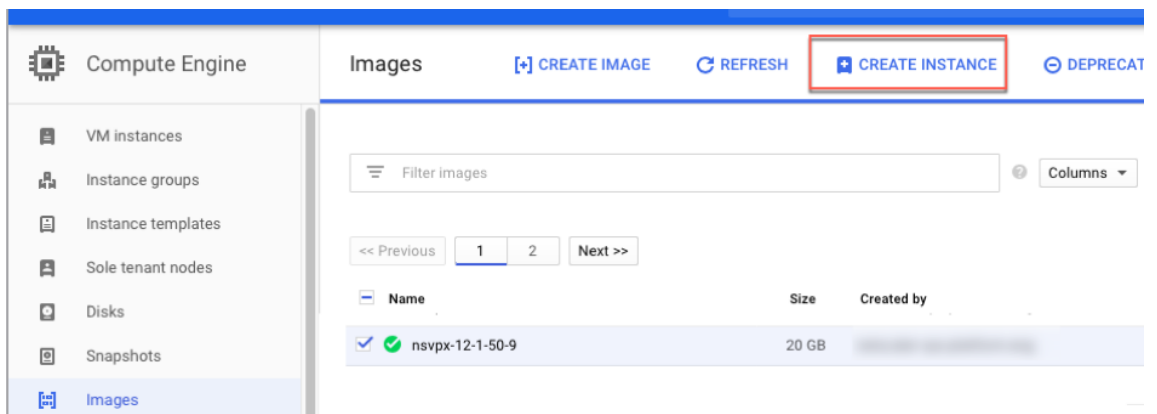 Compute Engine
Images
[+] CREATE IMAGE
REFRESH
CREATE INSTANCE
DEPRECAT
VM instances
Instance groups
Instance templates
Sole tenant nodes
Disks
Snapshots
Images
Filter images
Columns
<< Previous
1
2
Next >>
Name
Size
Created by
nsvpx-12-1-50-9
20 GB